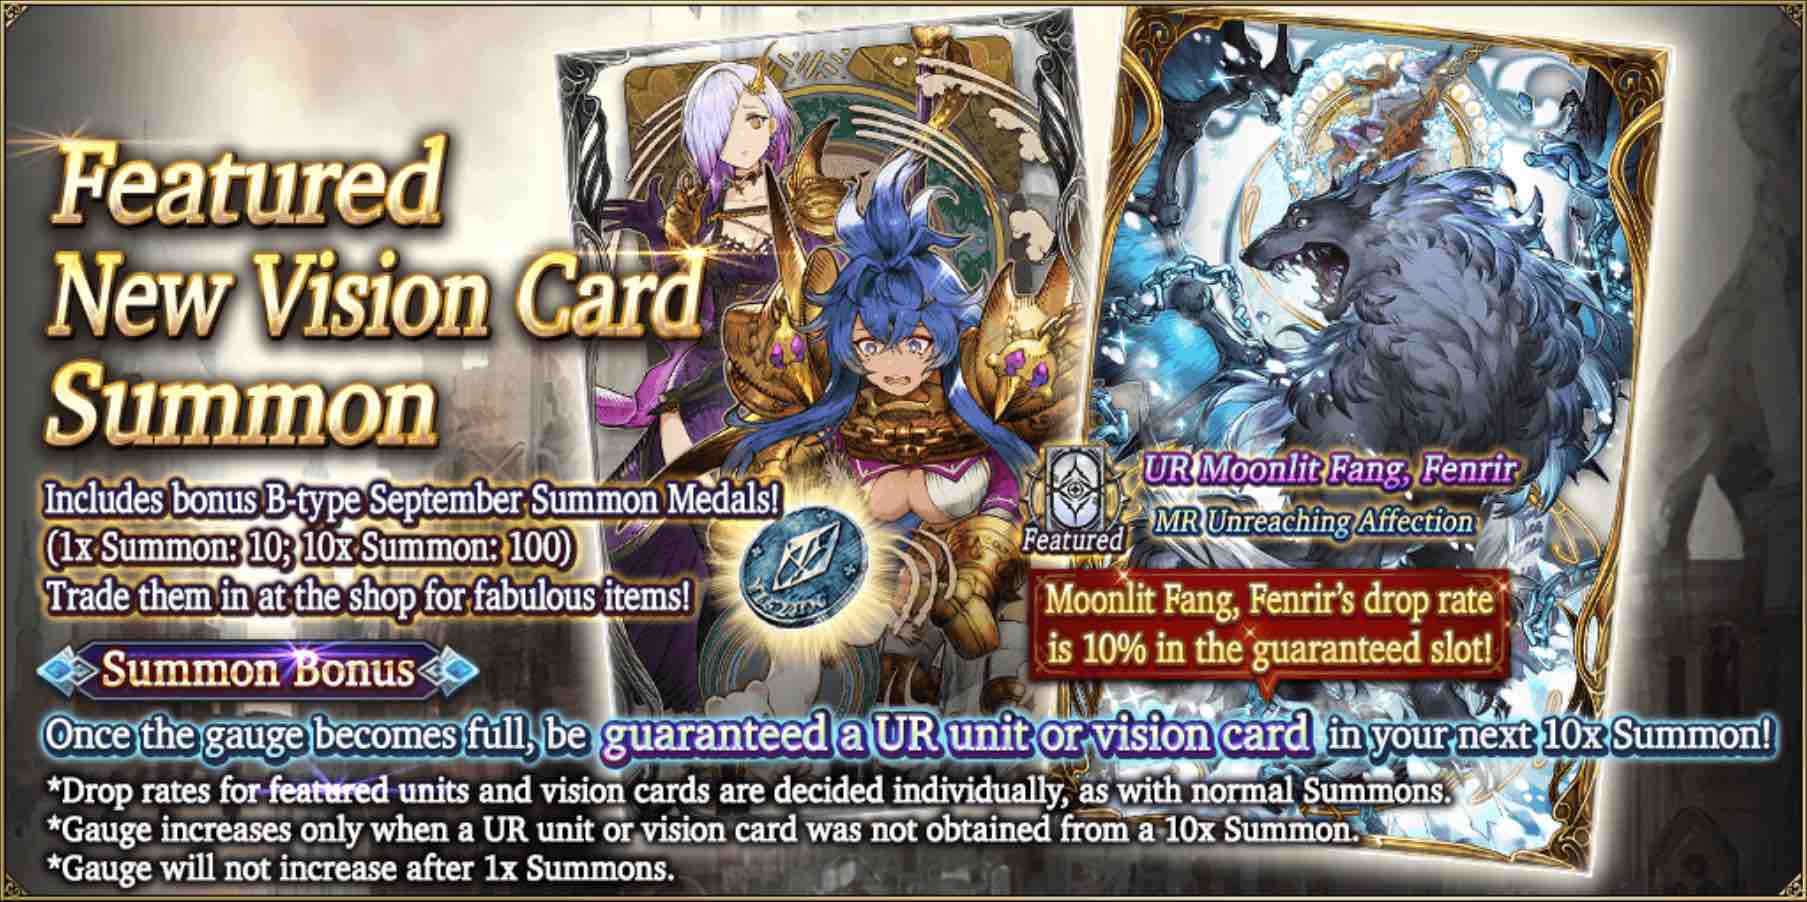 Featured
New Vision Card
Summon
Includes bonus B-type September Summon Medals!
(1x Summon: 10; 10x Summon: 100)
Trade them in at the shop for fabulous items!
Featured
UR Moonlit Fang, Fenrir
MR Unreaching Affection
Moonlit Fang, Fenrir's drop rate
is 10% in the guaranteed slot!
Summon Bonus
Once the gauge becomes full, be guaranteed a UR unit or vision card in your next 10x Summon!
*Drop rates for featured units and vision cards are decided individually, as with normal Summons.
*Gauge increases only when a UR unit or vision card was not obtained from a 10x Summon.
*Gauge will not increase after 1x Summons.